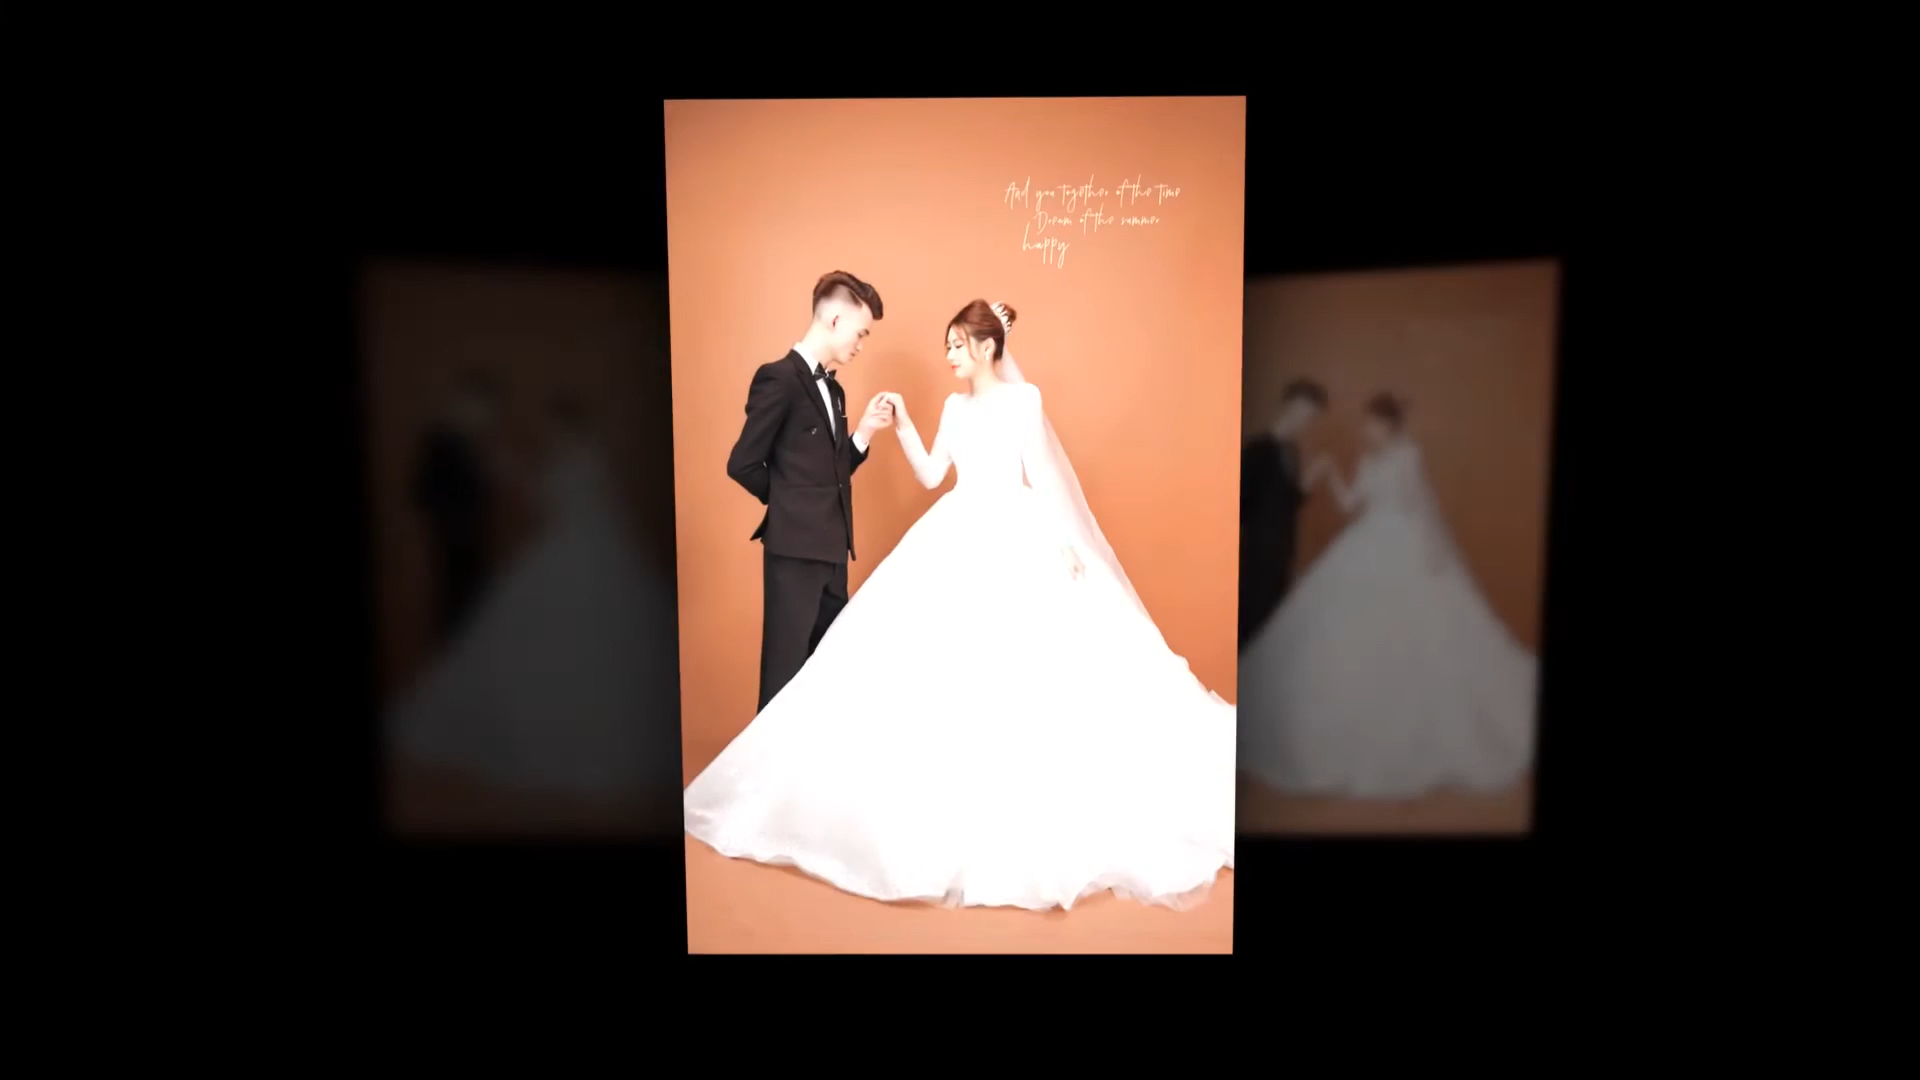 And you together of the time
Dream of the summer
happy